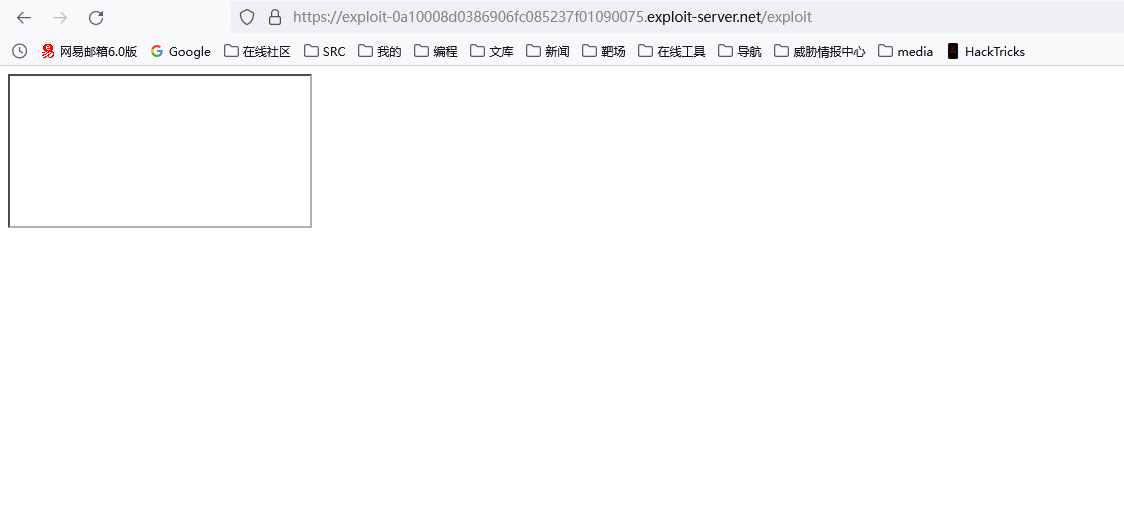 https://exploit-0a10008d0386906fc085237f01090075.exploit-server.net/exploit
网易邮箱6.0版 Google 在线社区 SRC 我的 编程 文库 新闻 靶场 在线工具 导航 威胁情报中心 media HackTricks